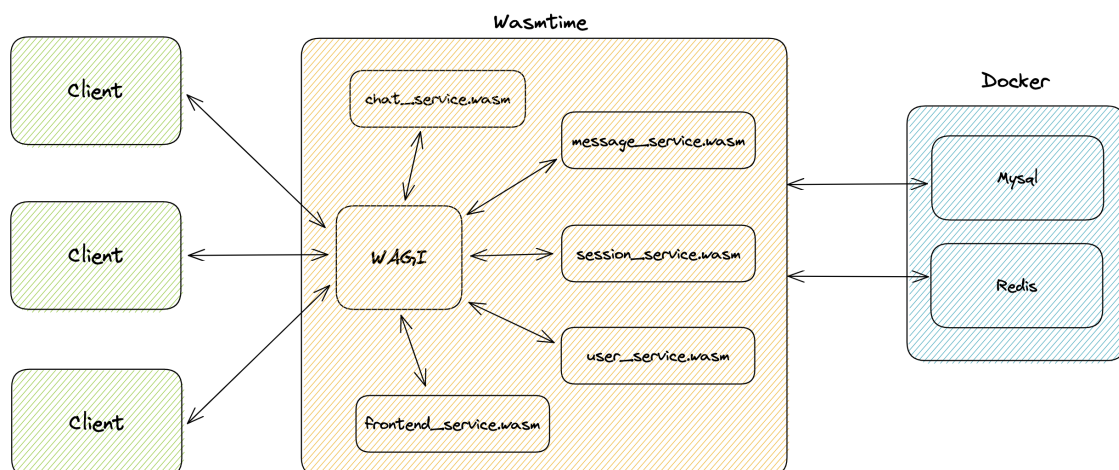 Wasmtime
Client
chat_service.wasm
Docker
message_service.wasm
Mysql
Client
WAGI
session_service.wasm
Redis
user_service.wasm
Client
frontend_service.wasm